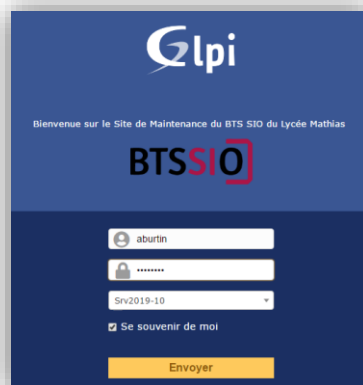 Glpi
Bienvenue sur le Site de Maintenance du BTS SIO du Lycée Mathias
BTSSIO
aburtin
••••••••
Srv2019-10
Se souvenir de moi
Envoyer